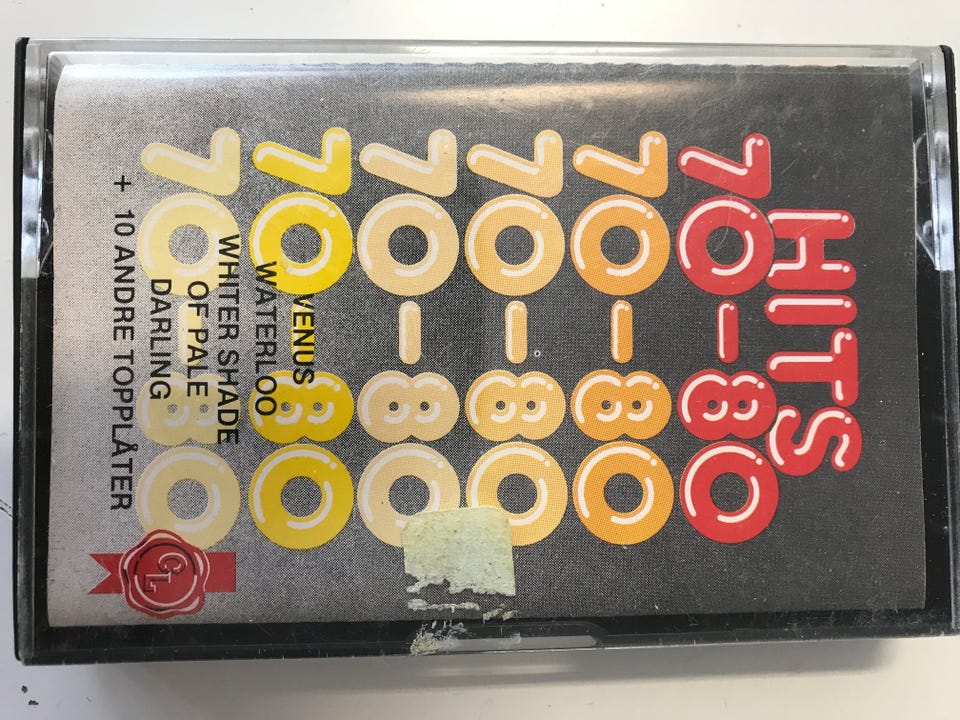 HITS
70-80
70-80
70-80
70-80
70-80
70-80
VENUS
WATERLOO
WHITER SHADE
OF PALE
DARLING
+ 10 ANDRE TOPPLÅTER
CL